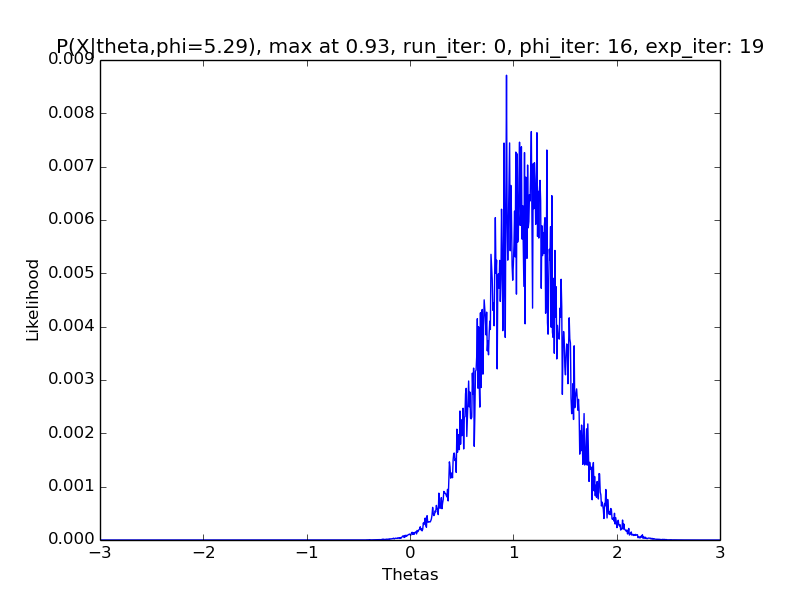 P(X|theta,phi=5.29), max at 0.93, run_iter: 0, phi_iter: 16, exp_iter: 19
0.009
0.008
0.007
0.006
0.005
0.004
0.003
0.002
0.001
0.000
Likelihood
−3 −2 −1 0 1 2 3
Thetas